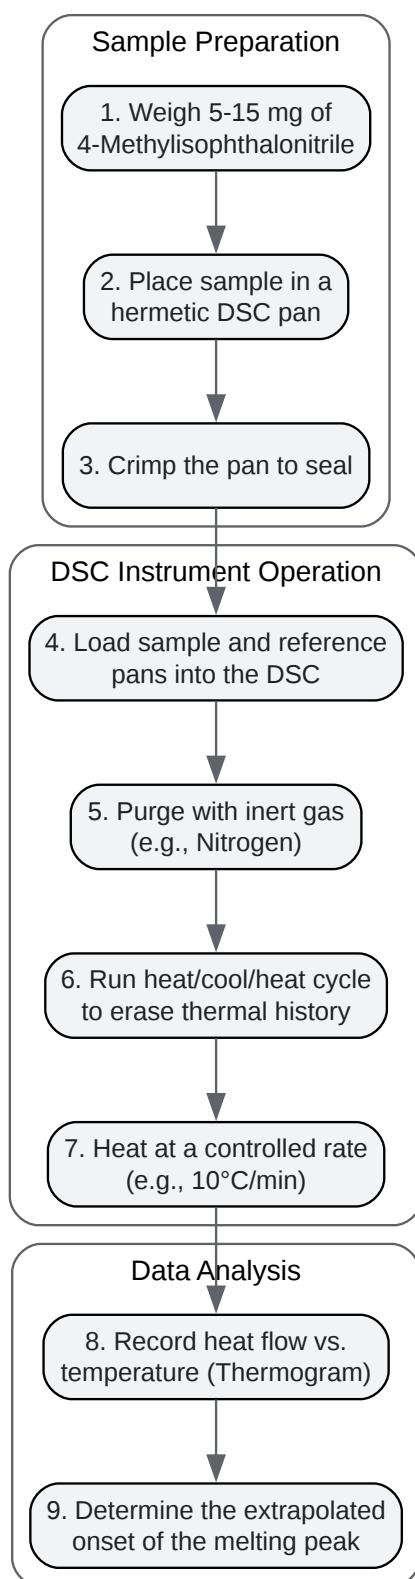 Sample Preparation
1. Weigh 5-15 mg of
4-Methylisophthalonitrile
2. Place sample in a
hermetic DSC pan
3. Crimp the pan to seal
DSC Instrument Operation
4. Load sample and reference
pans into the DSC
5. Purge with inert gas
(e.g., Nitrogen)
6. Run heat/cool/heat cycle
to erase thermal history
7. Heat at a controlled rate
(e.g., 10°C/min)
Data Analysis
8. Record heat flow vs.
temperature (Thermogram)
9. Determine the extrapolated
onset of the melting peak